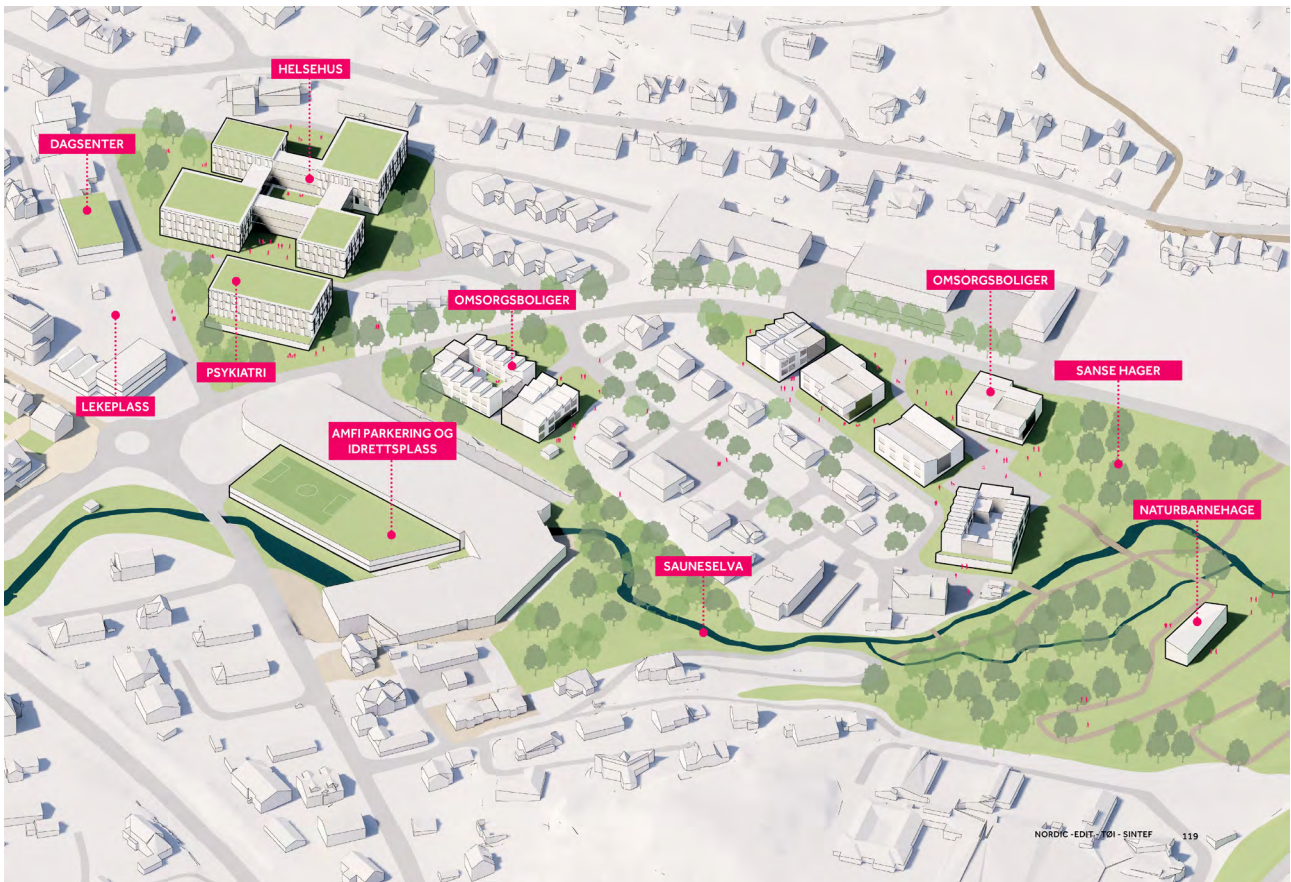 HELSEHUS
DAGSENTER
OMSORGSBOLIGER
OMSORGSBOLIGER
SANSE HAGER
PSYKIATRI
LEKEPLASS
AMFI PARKERING OG
IDRETTSPLASS
NATURBARNEHAGE
SAUNESELVA
NORDIC -EDIT - TØI - SINTEF 119